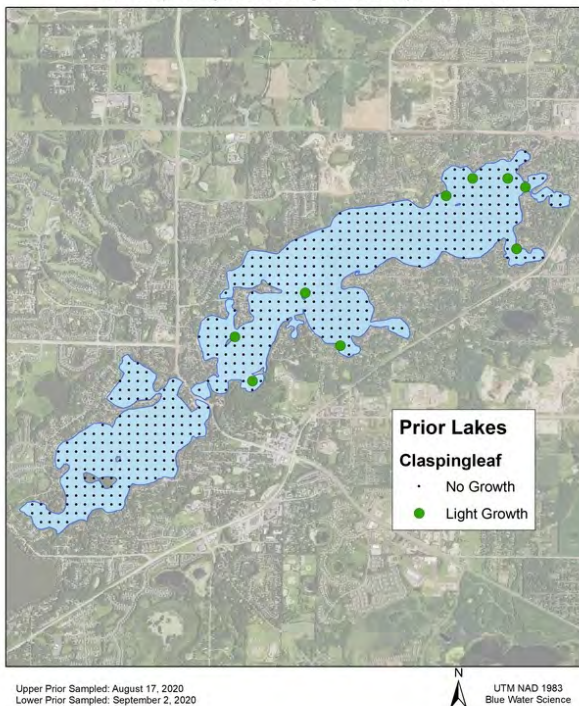 Prior Lakes
Claspingleaf
No Growth
Light Growth
Upper Prior Sampled: August 17, 2020
Lower Prior Sampled: September 2, 2020
N
UTM NAD 1983
Blue Water Science